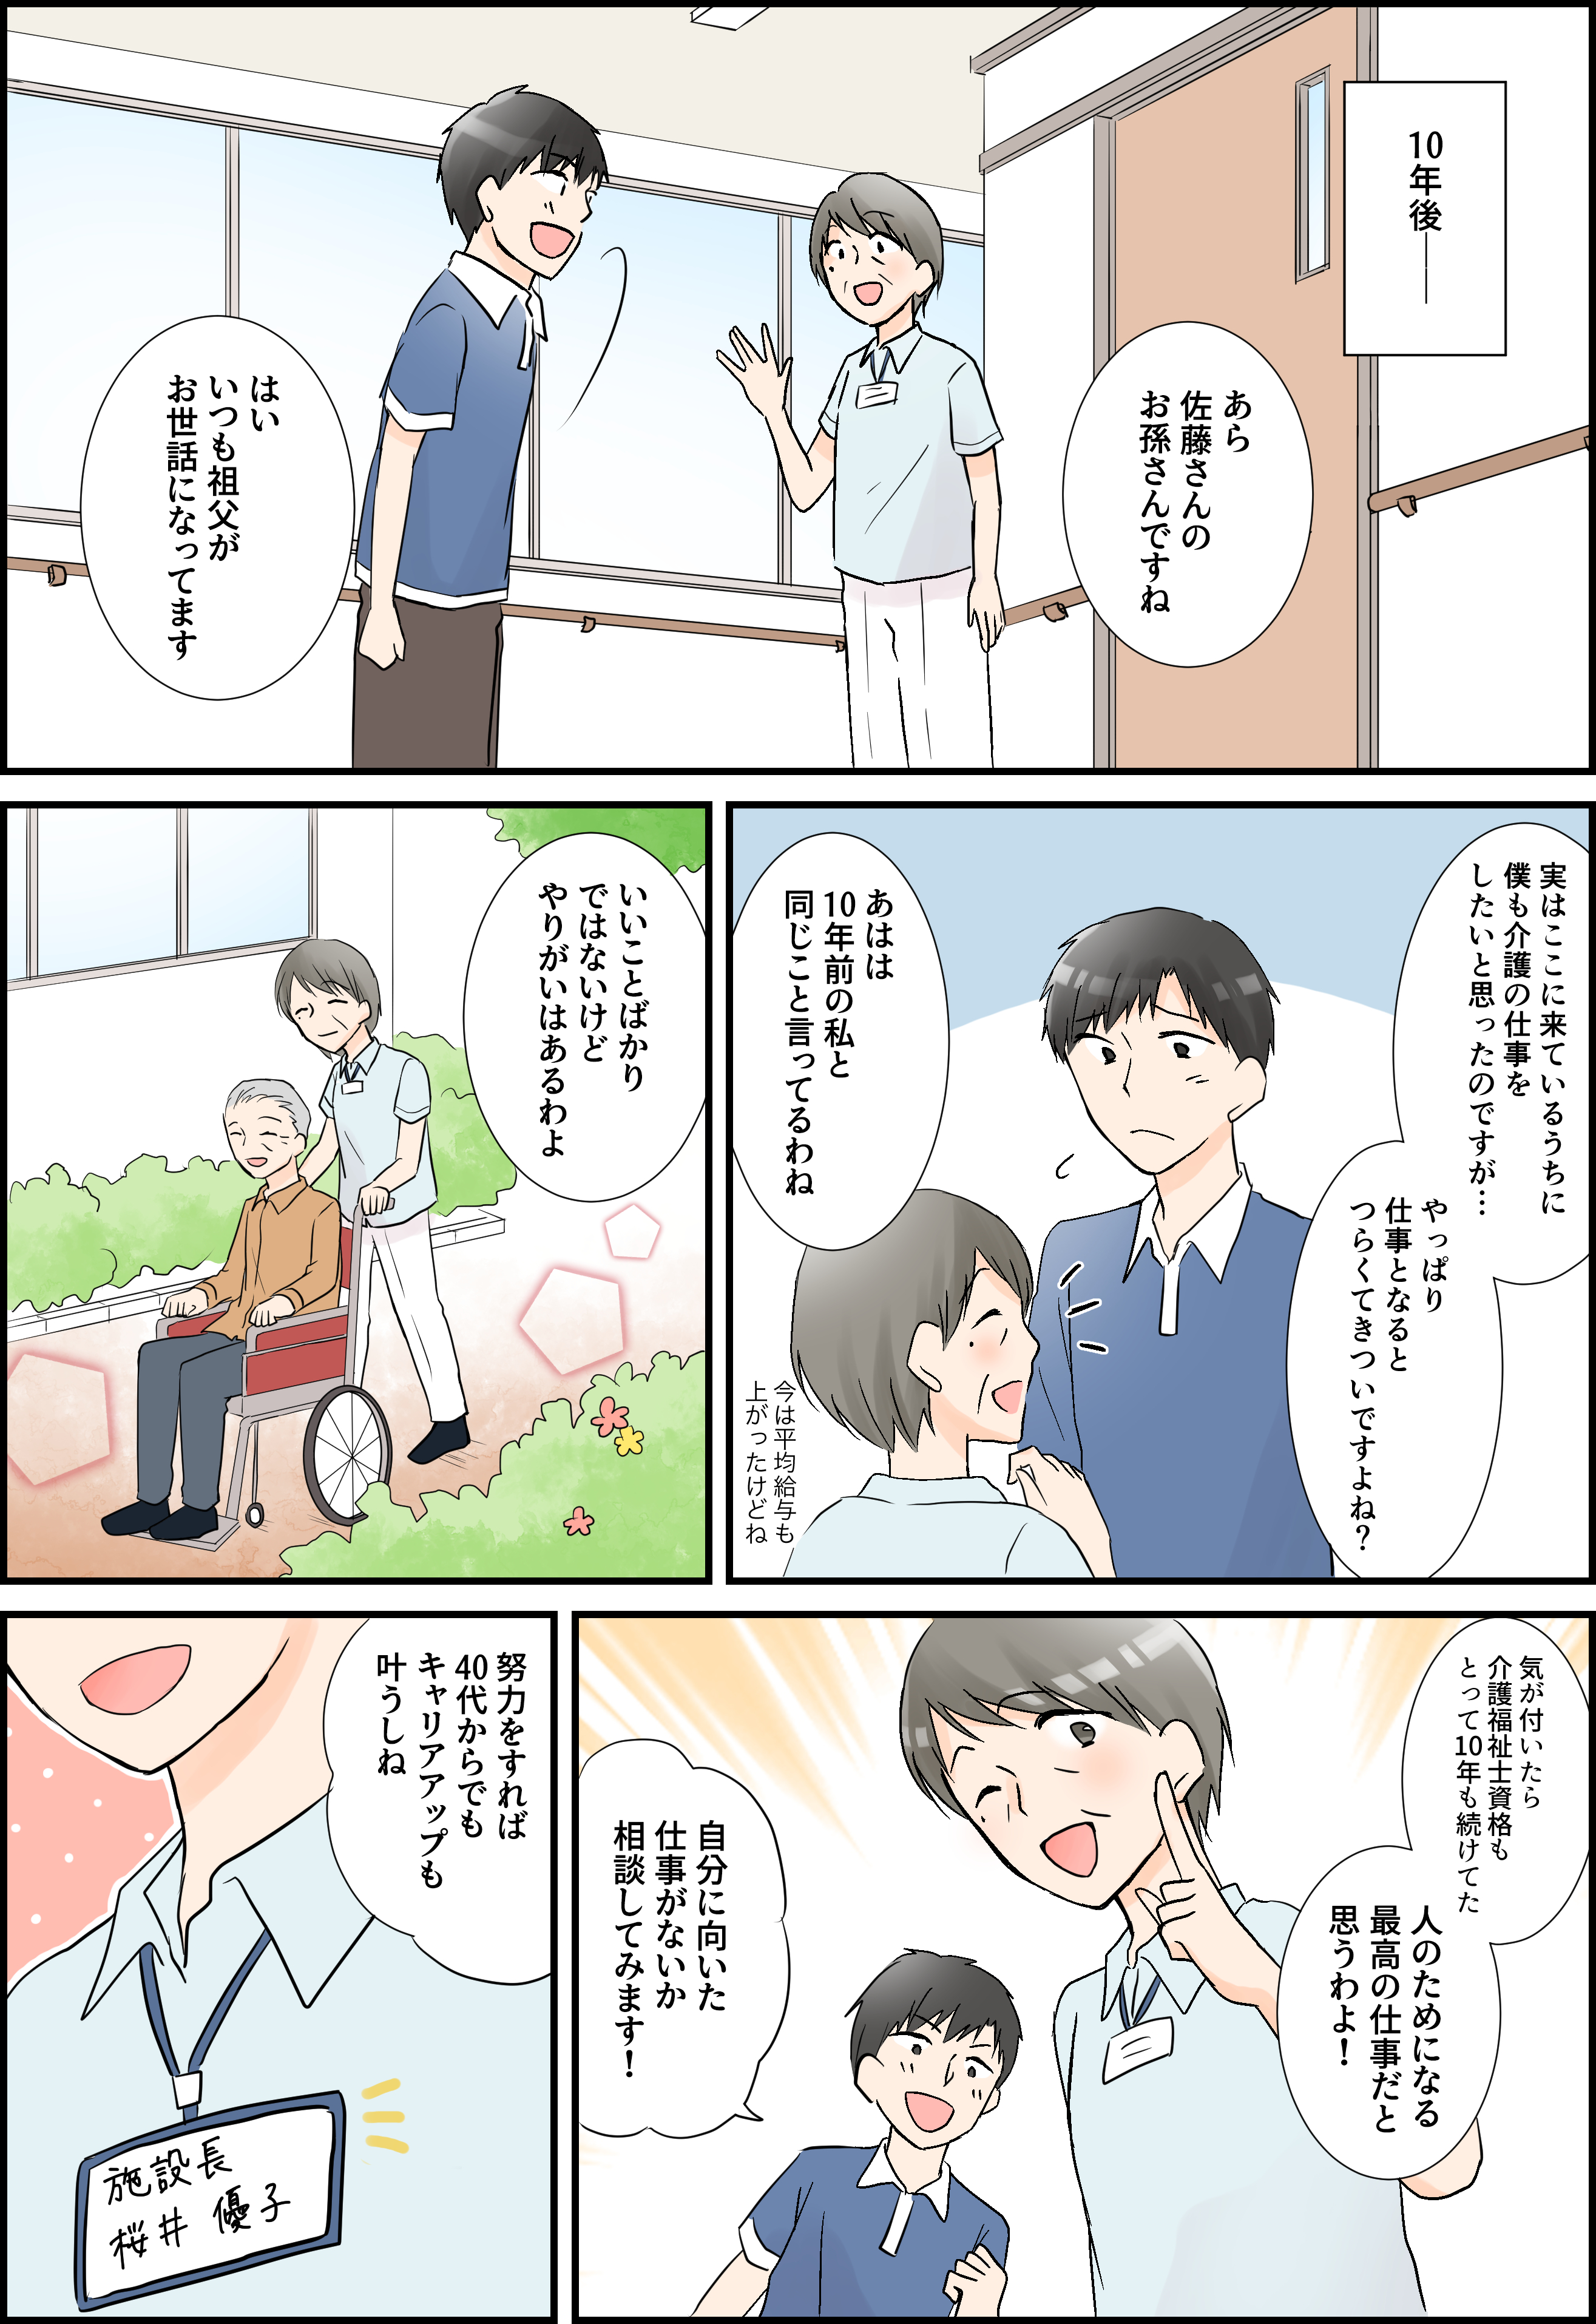 10年後――
あら
佐藤さんの
お孫さんですね
はい
いつも祖父が
お世話になってます
実はここに来ているうちに
僕も介護の仕事を
したいと思ったのですが…
やっぱり
仕事となると
つらくてきついですよね?
あはは
10年前の私と
同じこと言ってるわね
今は平均給与も
上がったけどね
いいことばかり
ではないけど
やりがいはあるわよ
気が付いたら
介護福祉士資格も
とって10年も続けてた
人のためになる
最高の仕事だと
思うわよ!
自分に向いた
仕事がないか
相談してみます!
努力をすれば
40代からでも
キャリアアップも
叶うしね
施設長
桜井 優子